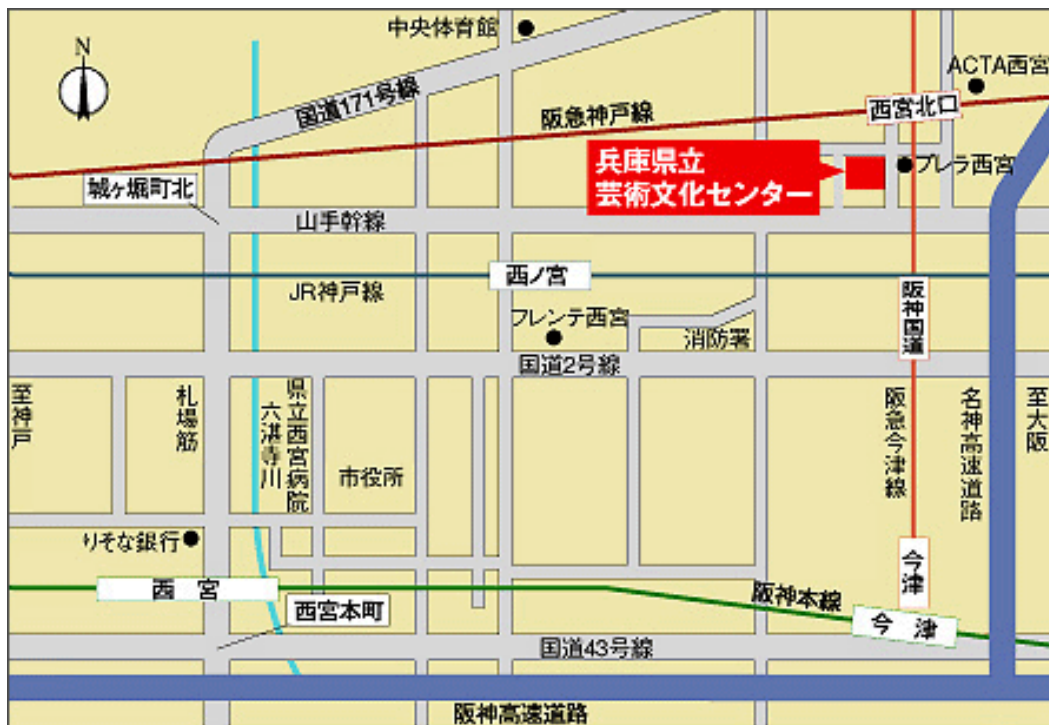 中央体育館
N
ACTA西宮
国道171号線
西宮北口
阪急神戸線
兵庫県立
芸術文化センター
プレラ西宮
城ヶ堀町北
山手幹線
西ノ宮
JR神戸線
阪神国道
フレンテ西宮
消防署
国道2号線
至神戸
札場筋
六湛寺川
県立西宮病院
市役所
阪急今津線
名神高速道路
至大阪
りそな銀行
今津
西宮
阪神本線
西宮本町
今津
国道43号線
阪神高速道路